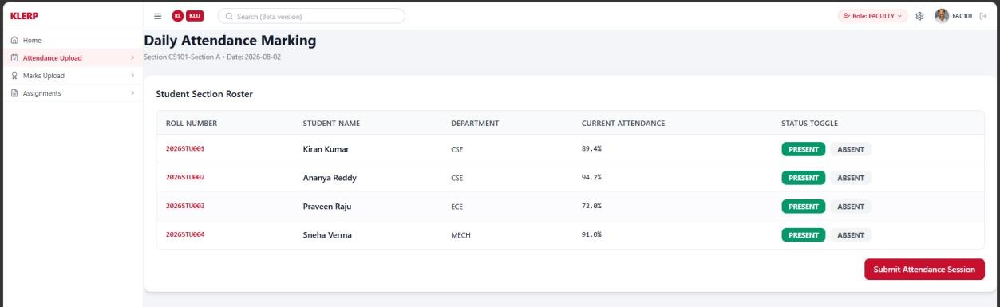 KLERP
KL KLU Search (Beta version) Role: FACULTY FAC101
Home
Attendance Upload
Marks Upload
Assignments
Daily Attendance Marking
Section CS101-Section A • Date: 2026-08-02
Student Section Roster
ROLL NUMBER STUDENT NAME DEPARTMENT CURRENT ATTENDANCE STATUS TOGGLE
2026STU001 Kiran Kumar CSE 89.4% PRESENT ABSENT
2026STU002 Ananya Reddy CSE 94.2% PRESENT ABSENT
2026STU003 Praveen Raju ECE 72.0% PRESENT ABSENT
2026STU004 Sneha Verma MECH 91.0% PRESENT ABSENT
Submit Attendance Session